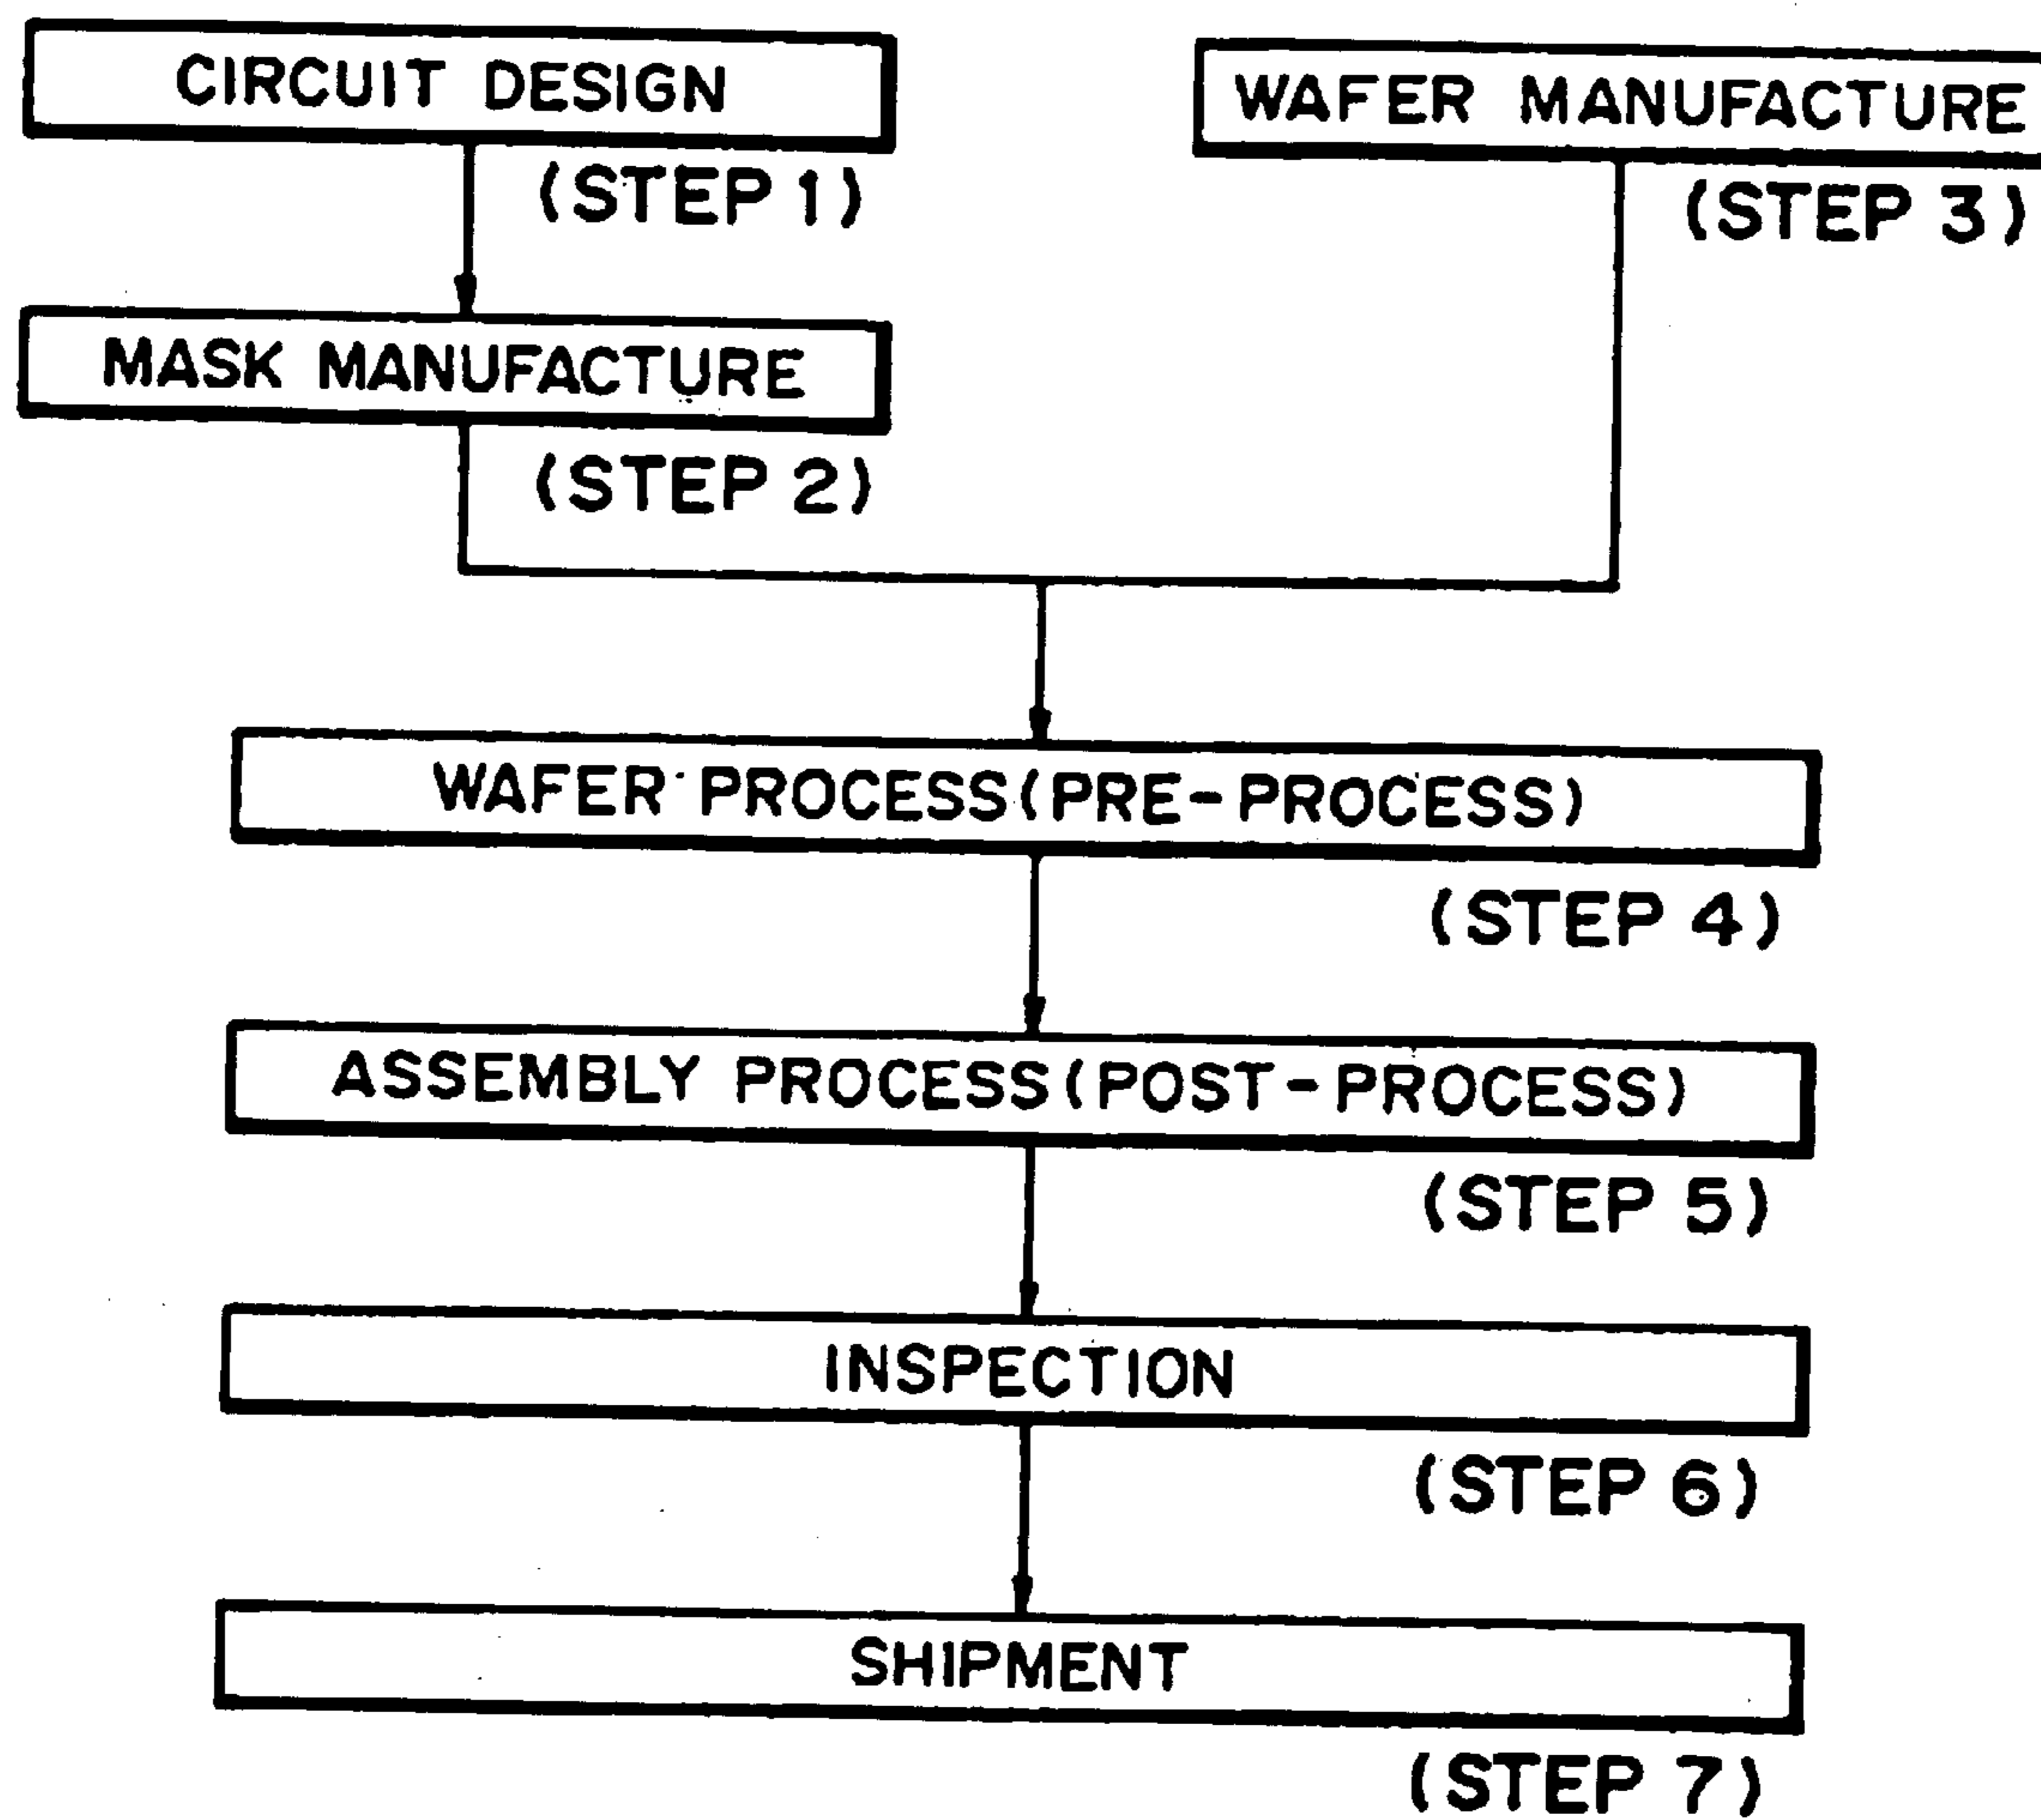 CIRCUIT DESIGN
(STEP 1)
WAFER MANUFACTURE
(STEP 3)
MASK MANUFACTURE
(STEP 2)
WAFER PROCESS(PRE-PROCESS)
(STEP 4)
ASSEMBLY PROCESS(POST-PROCESS)
(STEP 5)
INSPECTION
(STEP 6)
SHIPMENT
(STEP 7)